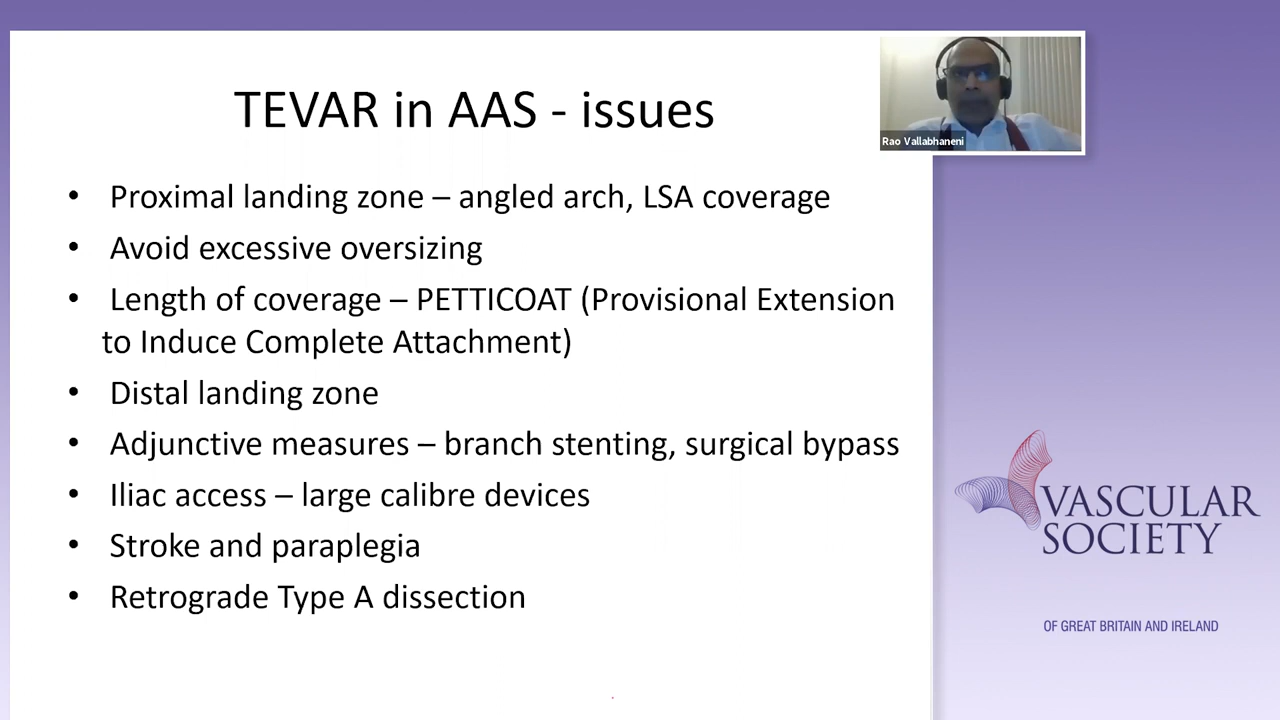 TEVAR in AAS - issues
Rao Vallabhaneni
• Proximal landing zone – angled arch, LSA coverage
• Avoid excessive oversizing
• Length of coverage – PETTICOAT (Provisional Extension
to Induce Complete Attachment)
• Distal landing zone
• Adjunctive measures – branch stenting, surgical bypass
• Iliac access – large calibre devices
• Stroke and paraplegia
• Retrograde Type A dissection
VASCULAR
SOCIETY
OF GREAT BRITAIN AND IRELAND